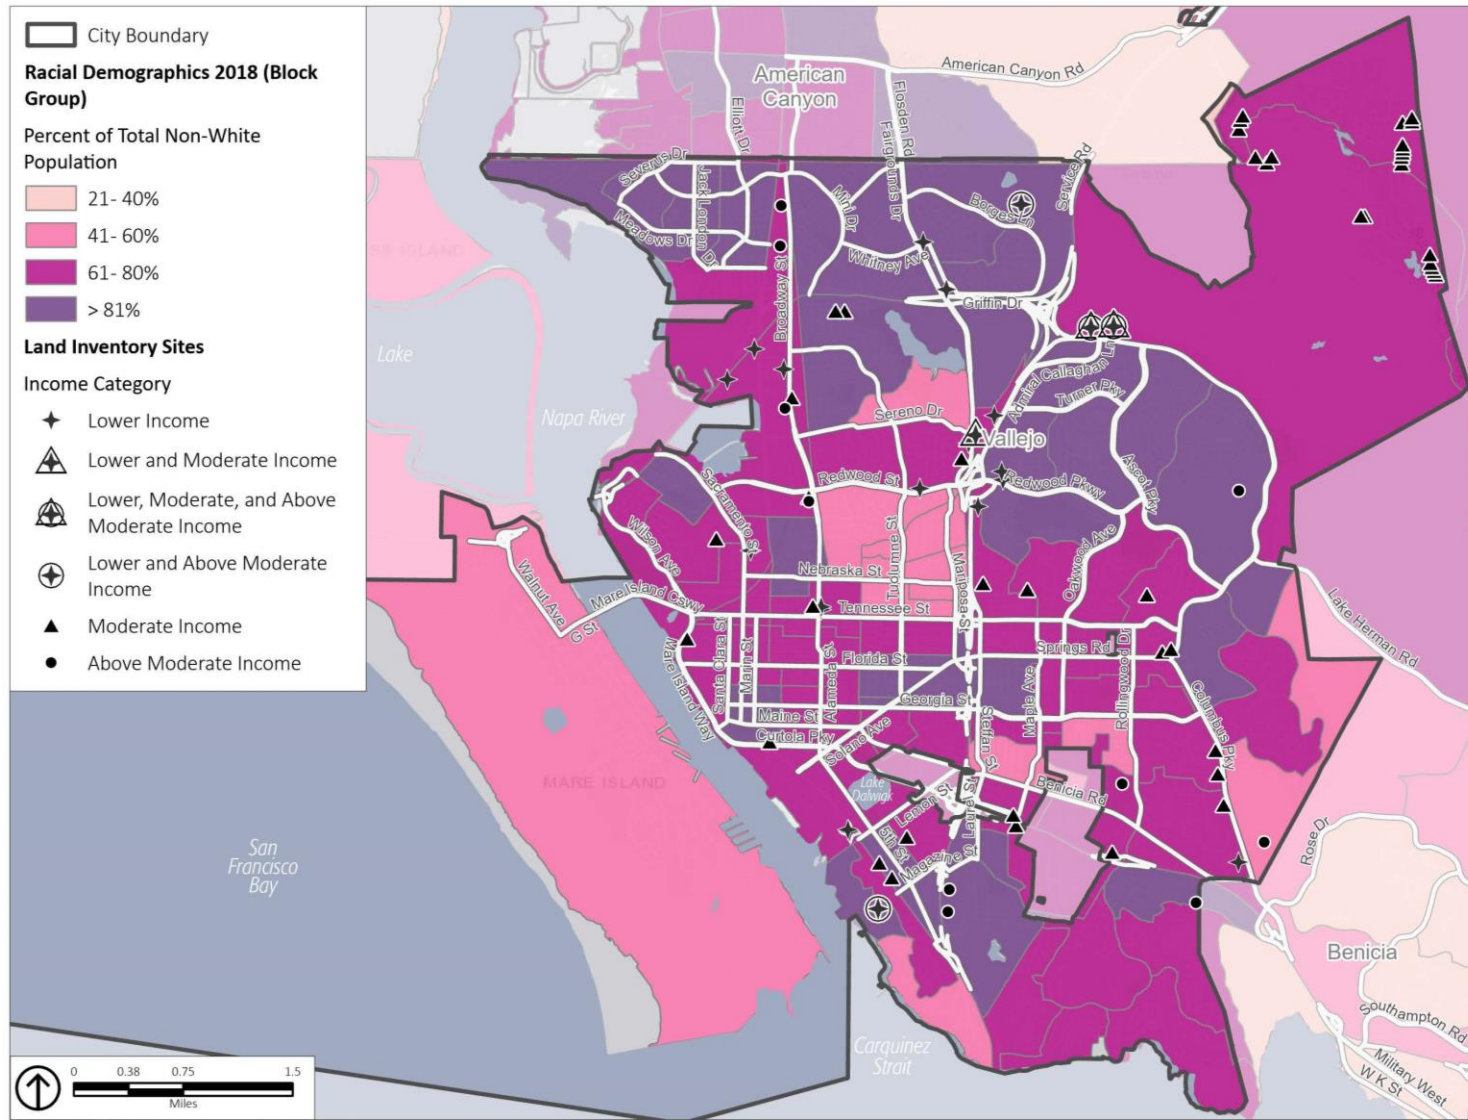 City Boundary
Racial Demographics 2018 (Block
Group)
Percent of Total Non-White
Population
21- 40%
41- 60%
61- 80%
> 81%
Land Inventory Sites
Income Category
Lower Income
Lower and Moderate Income
Lower, Moderate, and Above
Moderate Income
Lower and Above Moderate
Income
Moderate Income
Above Moderate Income
American
Canyon
American Canyon Rd
Elliott Dr
Flosden Rd
Fairgrounds Dr
Service Rd
Severus Dr
Jack London Dr
Meadows Dr
Mini Dr
Borges Ln
Whitney Ave
Broadway St
Griffin Dr
SS ISLAND
Lake
Napa River
Admiral Callaghan Ln
Turner Pky
Sereno Dr
Vallejo
Ascot Pky
Redwood St
Redwood Pkwy
Sacramento St
Wilson Ave
Tuolumne St
Mariposa St
Oakwood Ave
Nebraska St
Walnut Ave
G St
Mare Island Cswy
Tennessee St
Lake Herman Rd
Santa Clara St
Marin St
Florida St
Springs Rd
Rollingwood Dr
Mare Island Way
Alameda St
Georgia St
Maple Ave
Columbus Pky
Maine St
Curtola Pky
Solano Ave
Steffan St
MARE ISLAND
Lake
Dalwigk
Lemon St
Laurel St
Benicia Rd
5th St
Magazine St
Rose Dr
San
Francisco
Bay
Benicia
Southampton Rd
Carquinez
Strait
Military West
W K St
0 0.38 0.75 1.5
Miles